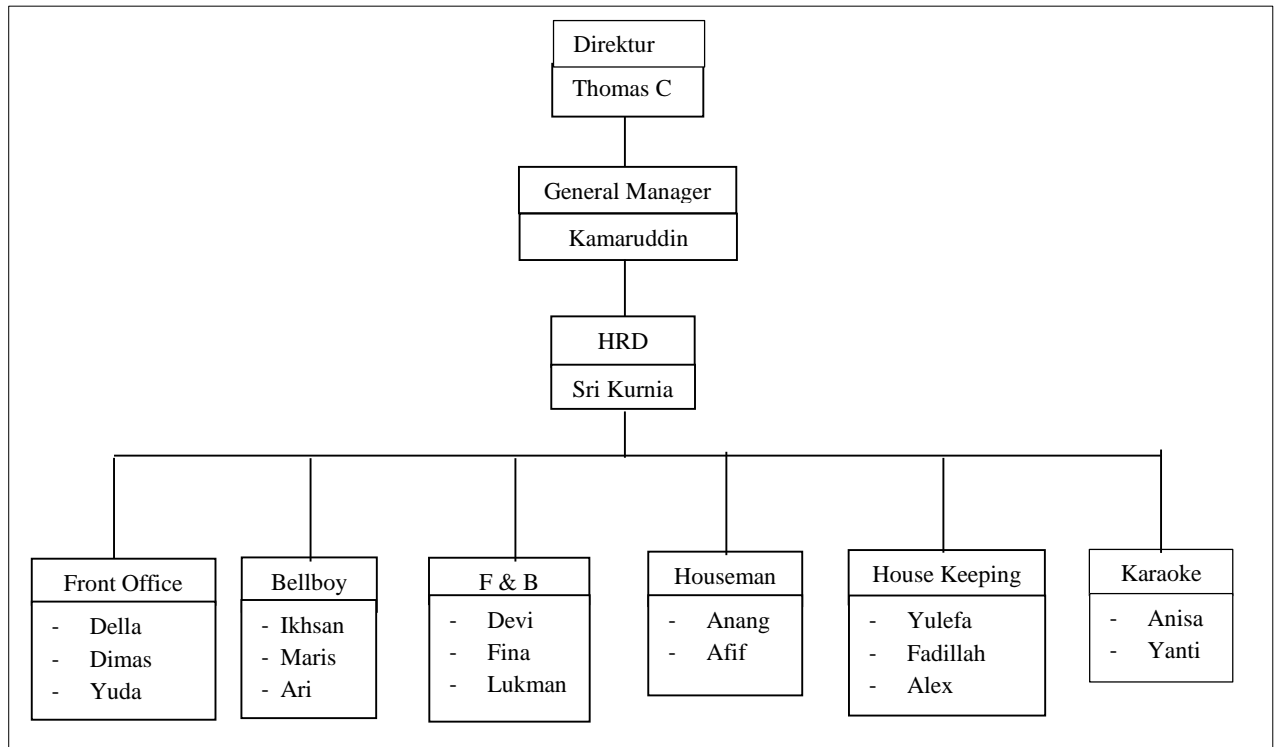 Direktur
Thomas C
General Manager
Kamaruddin
HRD
Sri Kurnia
Front Office
- Della
- Dimas
- Yuda
Bellboy
- Ikhsan
- Maris
- Ari
F & B
- Devi
- Fina
- Lukman
Houseman
- Anang
- Afif
House Keeping
- Yulefa
- Fadillah
- Alex
Karaoke
- Anisa
- Yanti